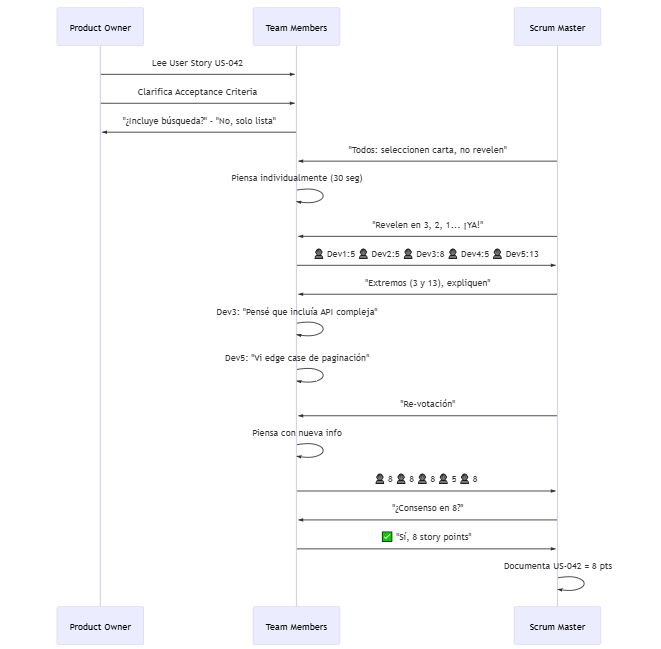 Product Owner
Team Members
Scrum Master
Lee User Story US-042
Clarifica Acceptance Criteria
"¿Incluye búsqueda?" - "No, solo lista"
"Todos: seleccionen carta, no revelen"
Piensa individualmente (30 seg)
"Revelen en 3, 2, 1... ¡YA!"
👤 Dev1:5 👤 Dev2:5 👤 Dev3:8 👤 Dev4:5 👤 Dev5:13
"Extremos (3 y 13), expliquen"
Dev3: "Pensé que incluía API compleja"
Dev5: "Vi edge case de paginación"
"Re-votación"
Piensa con nueva info
👤 8 👤 8 👤 8 👤 5 👤 8
"¿Consenso en 8?"
✅ "Sí, 8 story points"
Documenta US-042 = 8 pts
Product Owner
Team Members
Scrum Master